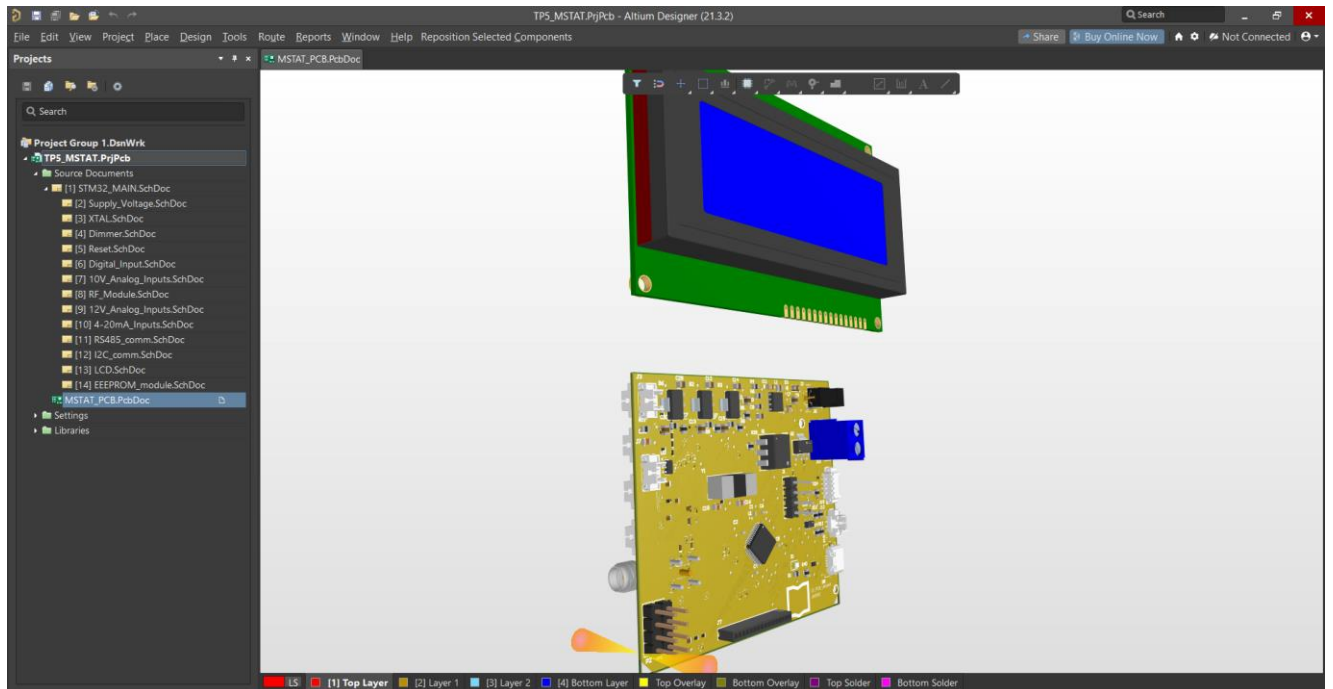 TP5_MSTAT.PrjPcb - Altium Designer (21.3.2)
Search
File Edit View Project Place Design Tools Route Reports Window Help Reposition Selected Components
Share Buy Online Now Not Connected
Projects
MSTAT_PCB.PcbDoc
Search
Project Group 1.DsnWrk
TP5_MSTAT.PrjPcb
Source Documents
[1] STM32_MAIN.SchDoc
[2] Supply_Voltage.SchDoc
[3] XTAL.SchDoc
[4] Dimmer.SchDoc
[5] Reset.SchDoc
[6] Digital_Input.SchDoc
[7] 10V_Analog_Inputs.SchDoc
[8] RF_Module.SchDoc
[9] 12V_Analog_Inputs.SchDoc
[10] 4-20mA_Inputs.SchDoc
[11] RS485_comm.SchDoc
[12] I2C_comm.SchDoc
[13] LCD.SchDoc
[14] EEEPROM_module.SchDoc
MSTAT_PCB.PcbDoc
Settings
Libraries
LS [1] Top Layer [2] Layer 1 [3] Layer 2 [4] Bottom Layer Top Overlay Bottom Overlay Top Solder Bottom Solder